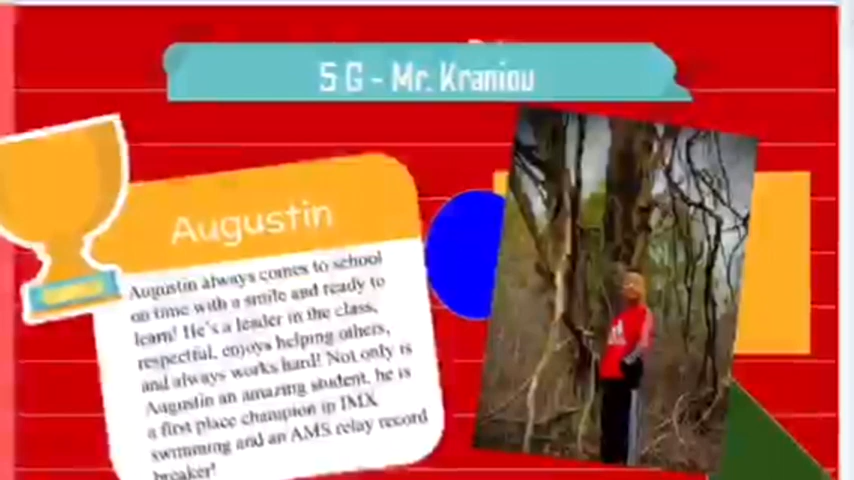 5 G - Mr. Kraniou
Augustin
Augustin always comes to school
on time with a smile and ready to
learn! He's a leader in the class,
respectful, enjoys helping others,
and always works hard! Not only is
Augustin an amazing student, he is
a first place champion in IMX
swimming and an AMS relay record
breaker!